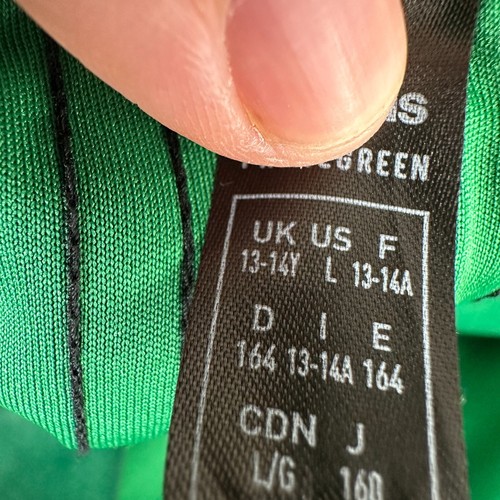 GREEN
UK US F
13-14Y L 13-14A
D I E
164 13-14A 164
CDN J
L/G 160